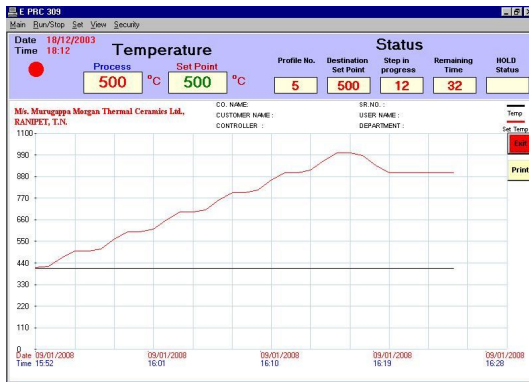 E PRC 309
Main Run/Stop Set View Security
Date 18/12/2003
Time 18:12
Temperature
Status
Process
500 °C
Set Point
500 °C
Profile No.
5
Destination Set Point
500
Step in progress
12
Remaining Time
32
HOLD Status
M/s. Murugappa Morgan Thermal Ceramics Ltd.,
RANIPET, T.N.
CO. NAME:
CUSTOMER NAME :
CONTROLLER :
SR.NO. :
USER NAME :
DEPARTMENT :
Temp
Set Temp
Exit
Print
1100
990
880
770
660
550
440
330
220
110
0
Date 09/01/2008 09/01/2008 09/01/2008 09/01/2008 09/01/2008
Time 15:52 16:01 16:10 16:19 16:28